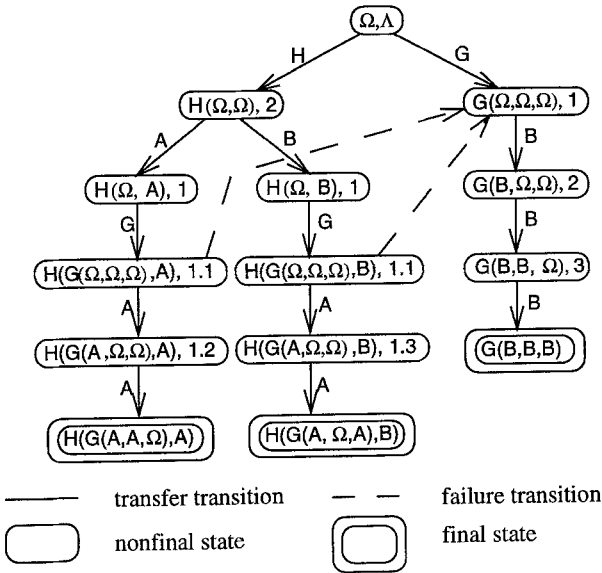 Ω,Λ
H
G
H(Ω,Ω), 2
G(Ω,Ω,Ω), 1
A
B
B
H(Ω, A), 1
H(Ω, B), 1
G(B,Ω,Ω), 2
G
G
B
H(G(Ω,Ω,Ω),A), 1.1
H(G(Ω,Ω,Ω),B), 1.1
G(B,B, Ω), 3
A
A
B
H(G(A,Ω,Ω),A), 1.2
H(G(A,Ω,Ω),B), 1.3
G(B,B,B)
A
A
H(G(A,A,Ω),A)
H(G(A, Ω,A),B)
transfer transition
failure transition
nonfinal state
final state